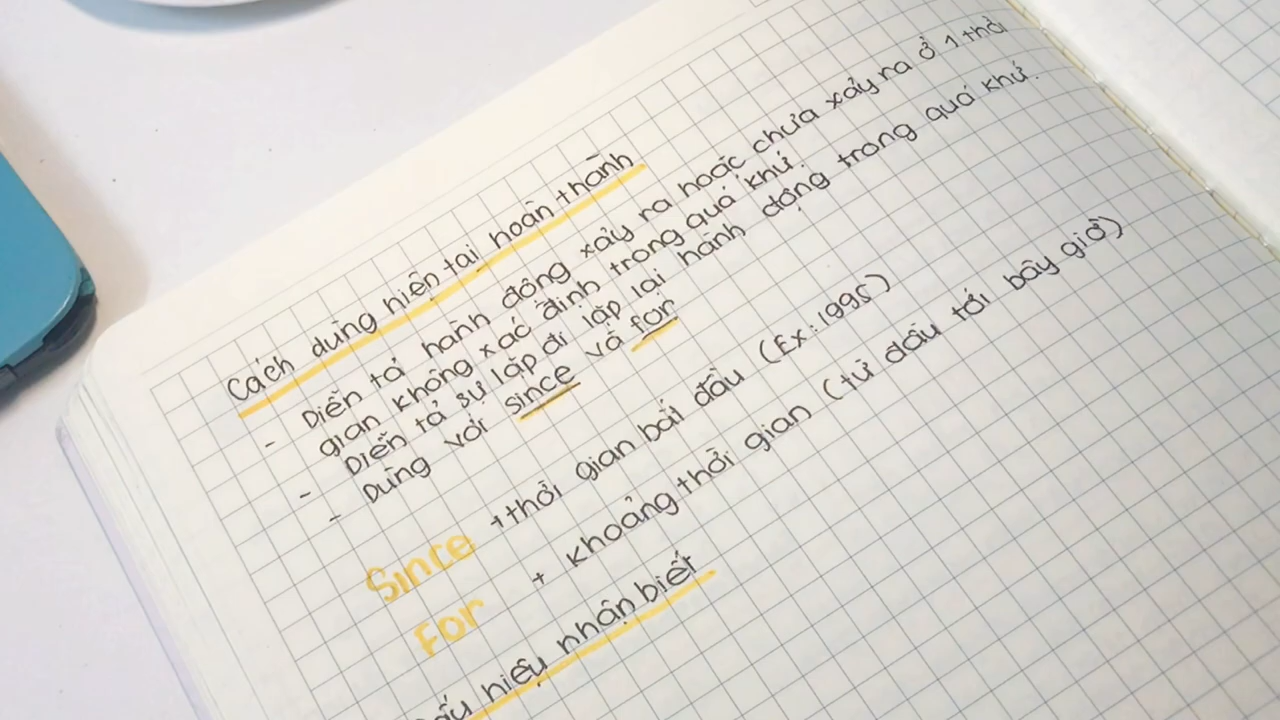 Cách dùng hiện tại hoàn thành
- Diễn tả hành động xảy ra hoặc chưa xảy ra ở 1 thời
gian không xác định trong quá khứ.
- Diễn tả sự lặp đi lặp lại hành động trong quá khứ.
- Dùng với since và for
Since + thời gian bắt đầu (Ex: 1995)
For + khoảng thời gian (từ đầu tới bây giờ)
hiệu nhận biết